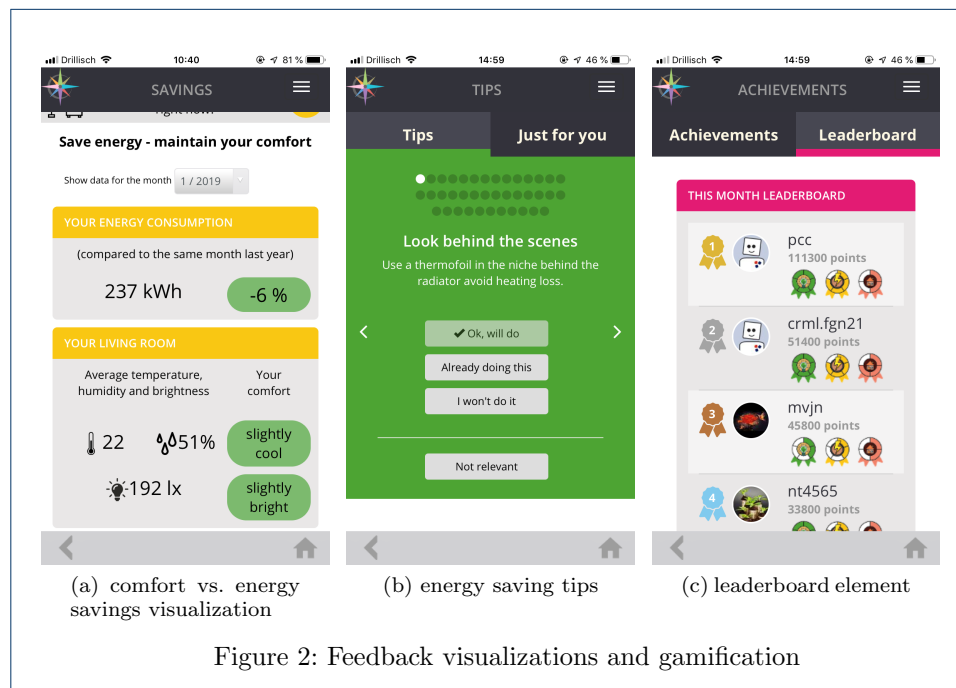 Drillisch 10:40 81 %
SAVINGS
right now?
Save energy - maintain your comfort
Show data for the month 1 / 2019
YOUR ENERGY CONSUMPTION
(compared to the same month last year)
237 kWh -6 %
YOUR LIVING ROOM
Average temperature,
humidity and brightness
Your
comfort
22 51% slightly
cool
192 lx slightly
bright
(a) comfort vs. energy
savings visualization
Drillisch 14:59 46 %
TIPS
Tips Just for you
Look behind the scenes
Use a thermofoil in the niche behind the
radiator avoid heating loss.
Ok, will do
Already doing this
I won't do it
Not relevant
(b) energy saving tips
Drillisch 14:59 46 %
ACHIEVEMENTS
Achievements Leaderboard
THIS MONTH LEADERBOARD
1 pcc
111300 points
2 crml.fgn21
51400 points
3 mvjn
45800 points
4 nt4565
33800 points
(c) leaderboard element
Figure 2: Feedback visualizations and gamification